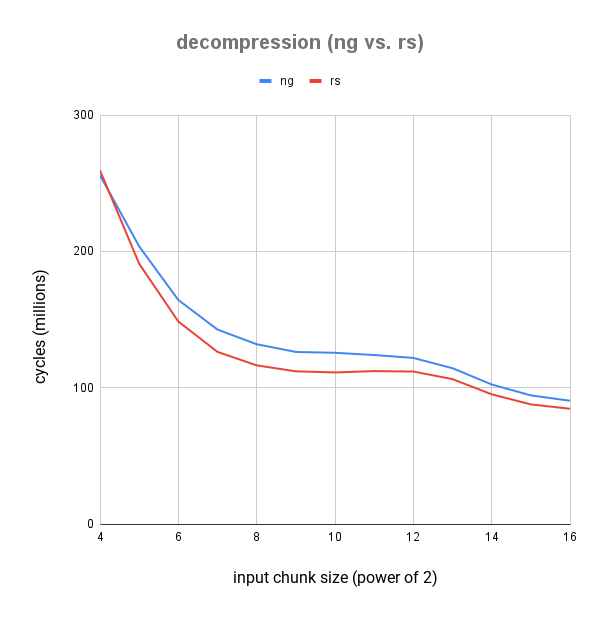 decompression (ng vs. rs)
ng rs
300
200
100
0
cycles (millions)
4 6 8 10 12 14 16
input chunk size (power of 2)